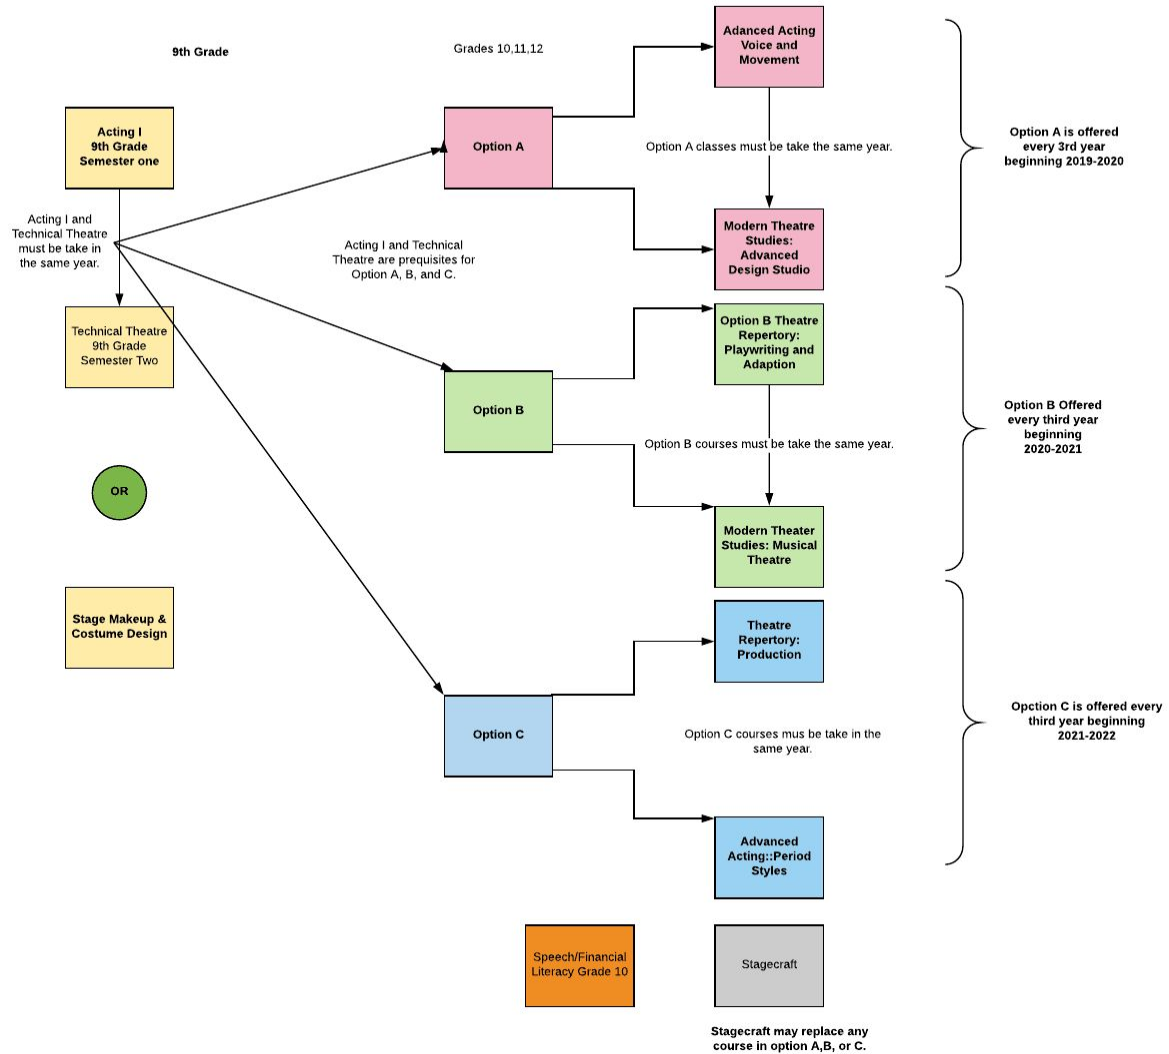 9th Grade
Grades 10,11,12
Acting I
9th Grade
Semester one
Acting I and
Technical Theatre
must be take in
the same year.
Technical Theatre
9th Grade
Semester Two
OR
Stage Makeup &
Costume Design
Acting I and Technical
Theatre are prequisites for
Option A, B, and C.
Option A
Adanced Acting
Voice and
Movement
Option A classes must be take the same year.
Modern Theatre
Studies:
Advanced
Design Studio
Option A is offered
every 3rd year
beginning 2019-2020
Option B
Option B Theatre
Repertory:
Playwriting and
Adaption
Option B courses must be take the same year.
Modern Theater
Studies: Musical
Theatre
Option B Offered
every third year
beginning
2020-2021
Option C
Theatre
Repertory:
Production
Option C courses mus be take in the
same year.
Advanced
Acting::Period
Styles
Opction C is offered every
third year beginning
2021-2022
Speech/Financial
Literacy Grade 10
Stagecraft
Stagecraft may replace any
course in option A,B, or C.